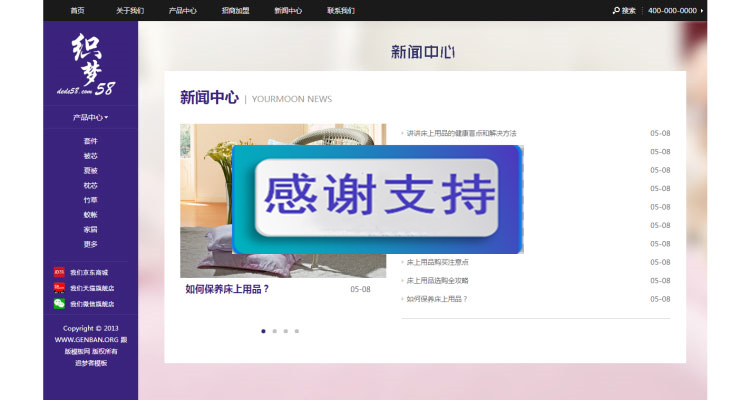 首页 关于我们 产品中心 招商加盟 新闻中心 联系我们 搜索 400-000-0000
织梦58
dede58.com
产品中心
套件
被芯
夏被
枕芯
竹草
蚊帐
家居
更多
我们京东商城
我们天猫旗舰店
我们微信旗舰店
Copyright © 2013
WWW.GENBAN.ORG 跟
版模板网 版权所有
追梦者模板
新闻中心
新闻中心 | YOURMOON NEWS
讲讲床上用品的健康盲点和解决方法 05-08
05-08
05-08
05-08
05-08
05-08
05-08
床上用品购买注意点 05-08
床上用品选购全攻略 05-08
如何保养床上用品？ 05-08
感谢支持
如何保养床上用品？ 05-08